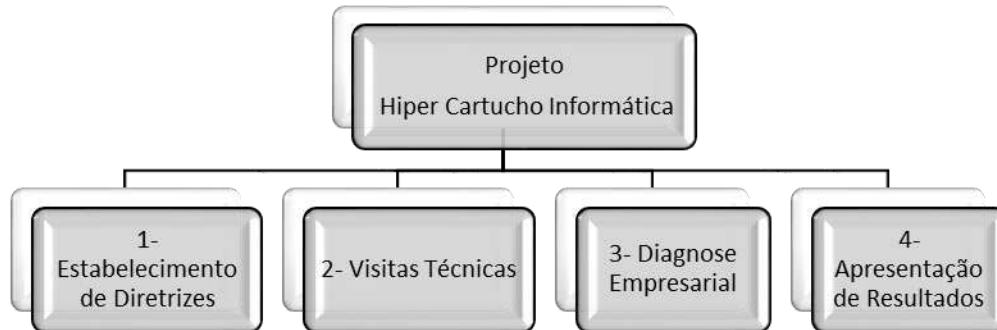 Projeto
Hiper Cartucho Informática
1-
Estabelecimento
de Diretrizes
2- Visitas Técnicas
3- Diagnose
Empresarial
4-
Apresentação
de Resultados